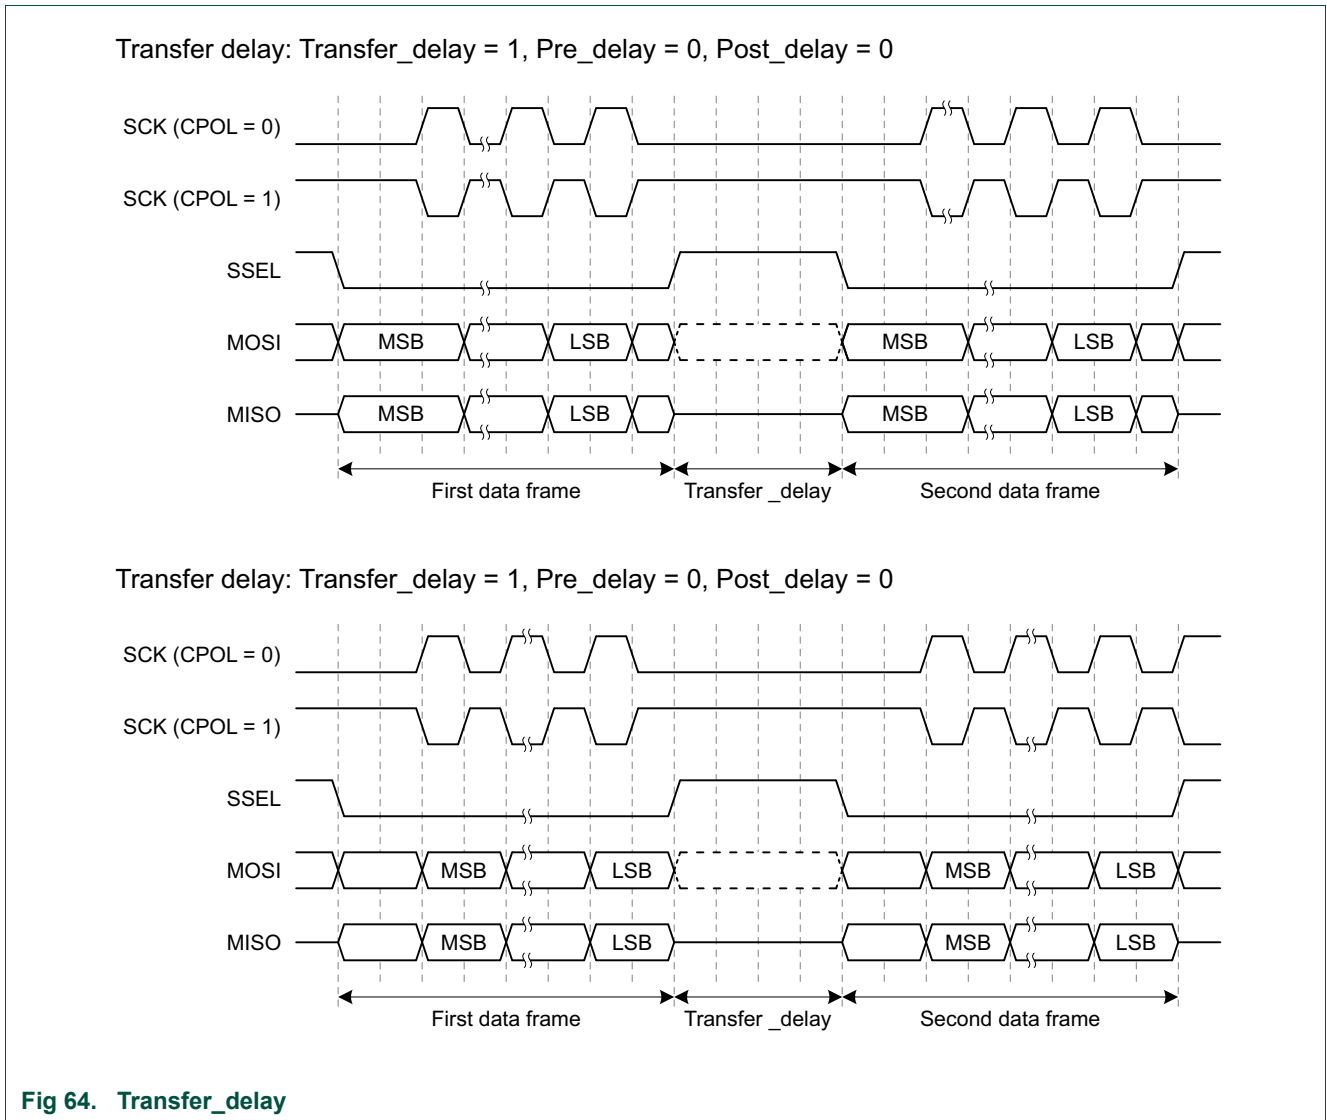 Transfer delay: Transfer_delay = 1, Pre_delay = 0, Post_delay = 0
SCK (CPOL = 0)
SCK (CPOL = 1)
SSEL
MOSI MSB LSB MSB LSB
MISO MSB LSB MSB LSB
First data frame Transfer _delay Second data frame
Transfer delay: Transfer_delay = 1, Pre_delay = 0, Post_delay = 0
SCK (CPOL = 0)
SCK (CPOL = 1)
SSEL
MOSI MSB LSB MSB LSB
MISO MSB LSB MSB LSB
First data frame Transfer _delay Second data frame
Fig 64. Transfer_delay